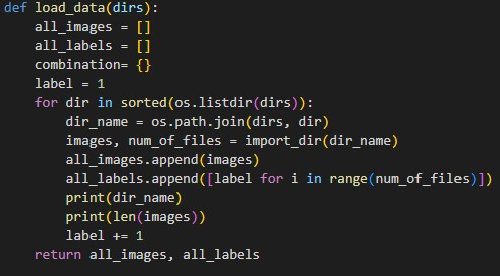 def load_data(dirs):
    all_images = []
    all_labels = []
    combination= {}
    label = 1
    for dir in sorted(os.listdir(dirs)):
        dir_name = os.path.join(dirs, dir)
        images, num_of_files = import_dir(dir_name)
        all_images.append(images)
        all_labels.append([label for i in range(num_of_files)])
        print(dir_name)
        print(len(images))
        label += 1
    return all_images, all_labels